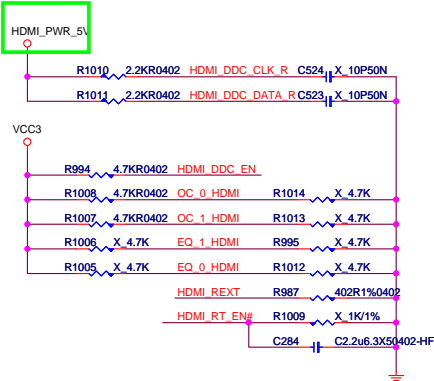 HDMI_PWR_5V
R1010 2.2KR0402 HDMI_DDC_CLK_R C524 X_10P50N
R1011 2.2KR0402 HDMI_DDC_DATA_R C523 X_10P50N
VCC3
R994 4.7KR0402 HDMI_DDC_EN
R1008 4.7KR0402 OC_0_HDMI R1014 X_4.7K
R1007 4.7KR0402 OC_1_HDMI R1013 X_4.7K
R1006 X_4.7K EQ_1_HDMI R995 X_4.7K
R1005 X_4.7K EQ_0_HDMI R1012 X_4.7K
HDMI_REXT R987 402R1%0402
HDMI_RT_EN# R1009 X_1K/1%
C284 C2.2u6.3X50402-HF